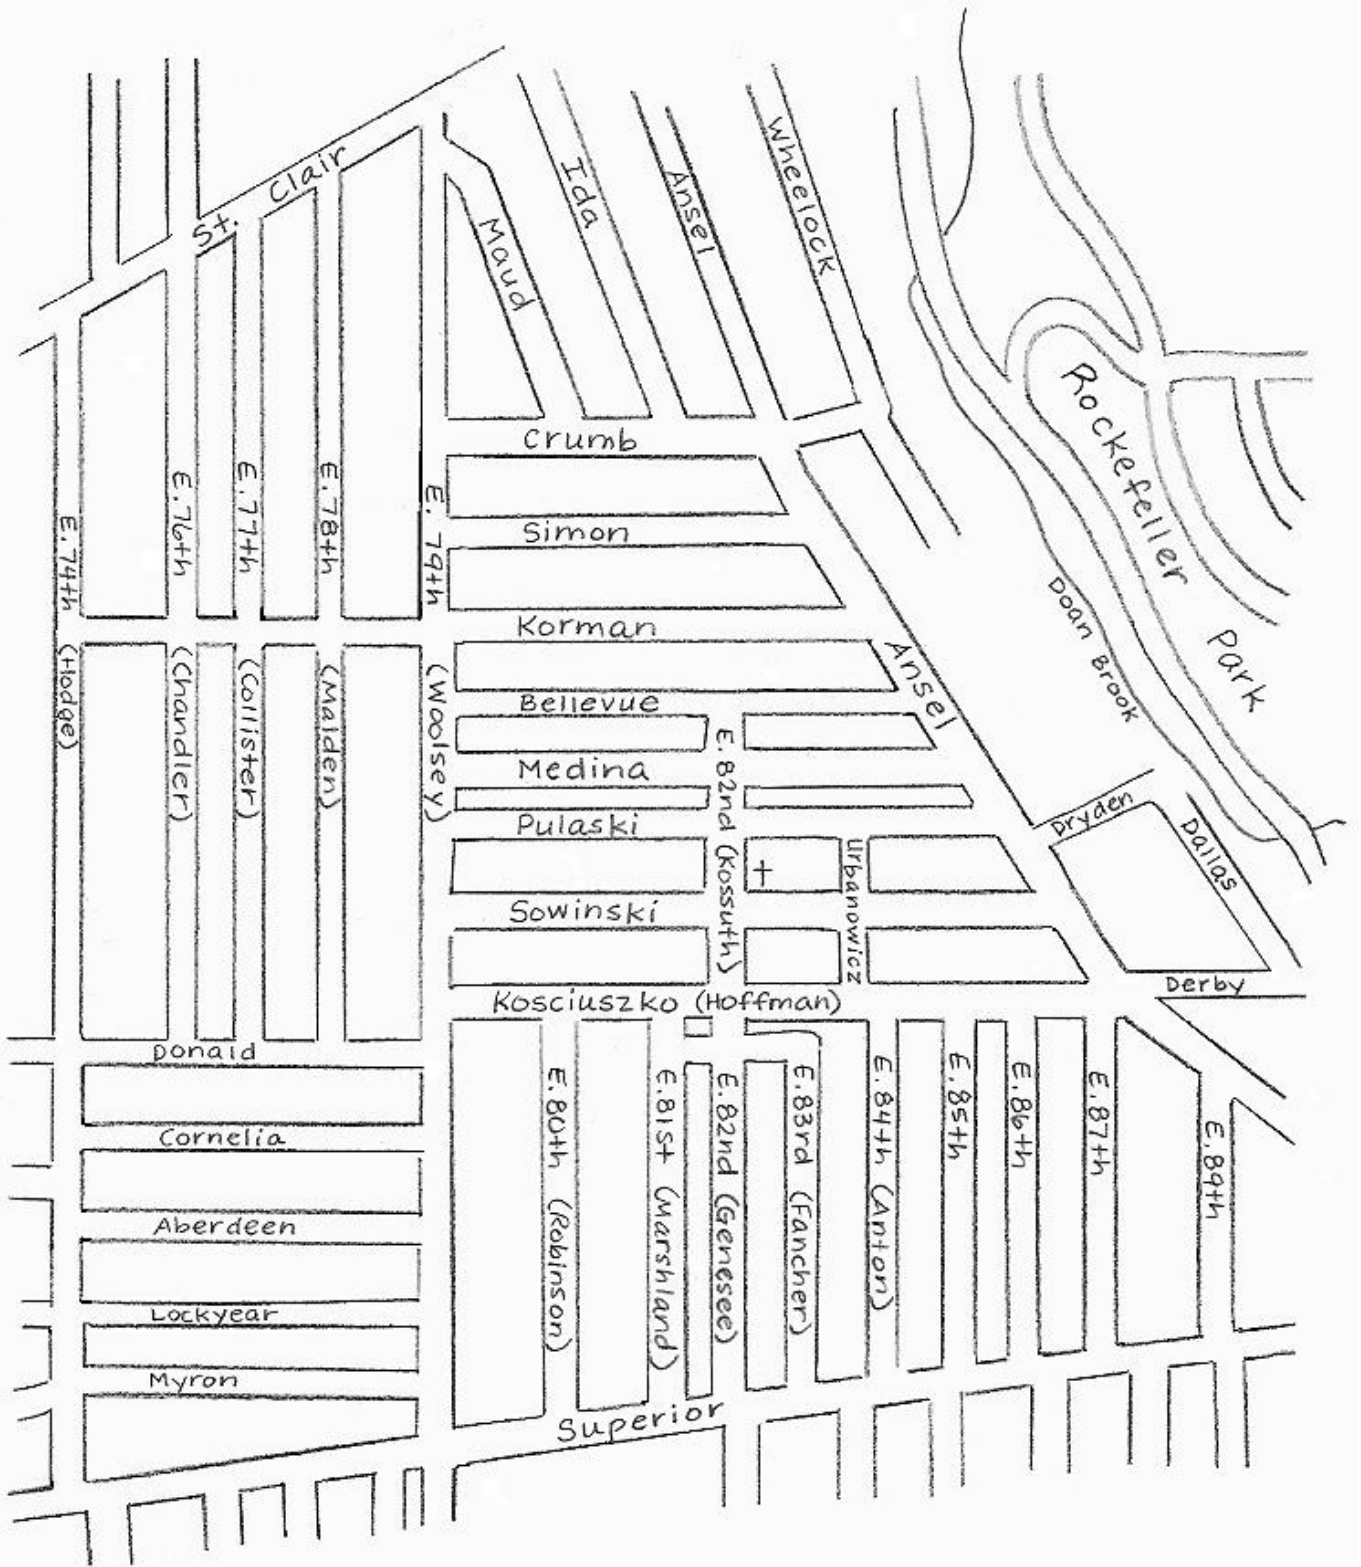 St. Clair
Maud
Ida
Ansel
Wheelock
Rockefeller
Park
Doan Brook
Crumb
Simon
Korman
Bellevue
Medina
Pulaski
Sowinski
Kosciuszko (Hoffman)
E. 74th (Hodge)
E. 76th (Chandler)
E. 77th (Collister)
E. 78th (Malden)
E. 79th (Woolsey)
E. 82nd (Kossuth)
Urbanowicz
Ansel
Dryden
Dallas
Derby
Donald
Cornelia
Aberdeen
Lockyear
Myron
E. 80th (Robinson)
E. 81st (Marshland)
E. 82nd (Genesee)
E. 83rd (Fancher)
E. 84th (Anton)
E. 85th
E. 86th
E. 87th
E. 89th
Superior